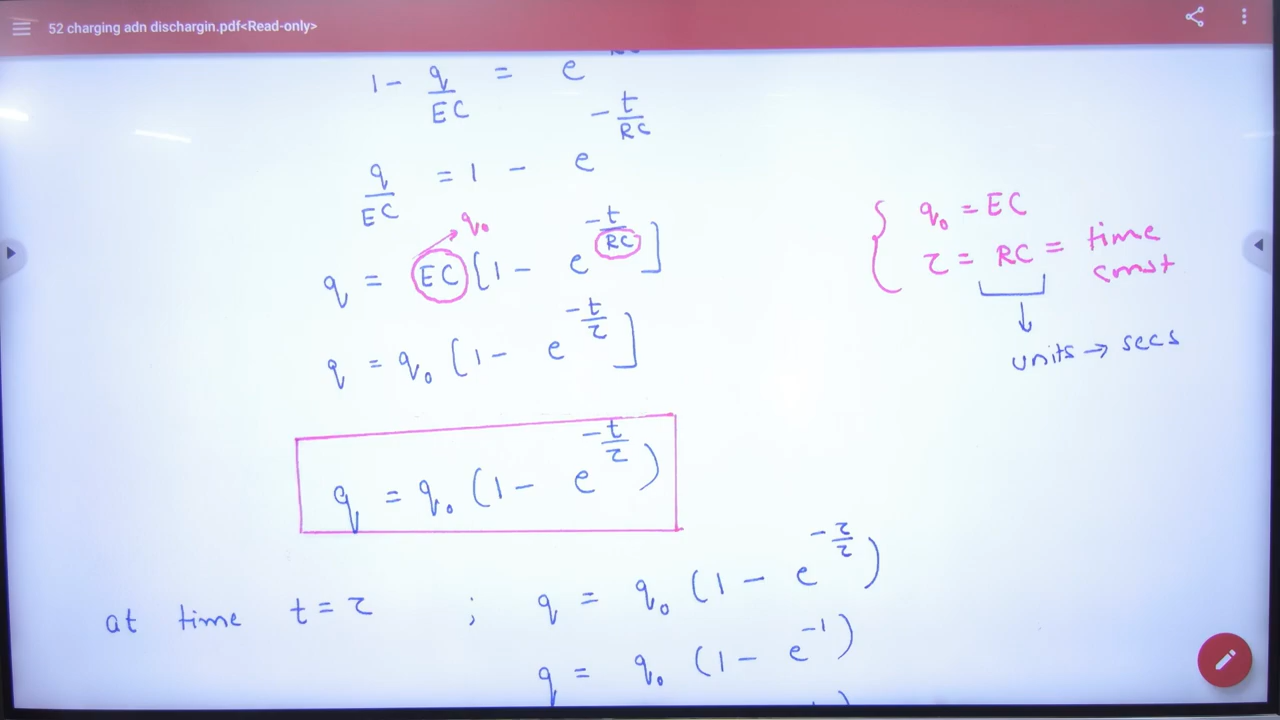 52 charging adn dischargin.pdf<Read-only>
1 - q/EC = e
q/EC = 1 - e^(-t/RC)
q₀
q = EC [1 - e^(-t/RC)]
q₀ = EC
τ = RC = time const
units → secs
q = q₀ [1 - e^(-t/τ)]
q = q₀ (1 - e^(-t/τ))
at time t = τ ; q = q₀ (1 - e^(-τ/τ))
q = q₀ (1 - e^(-1))